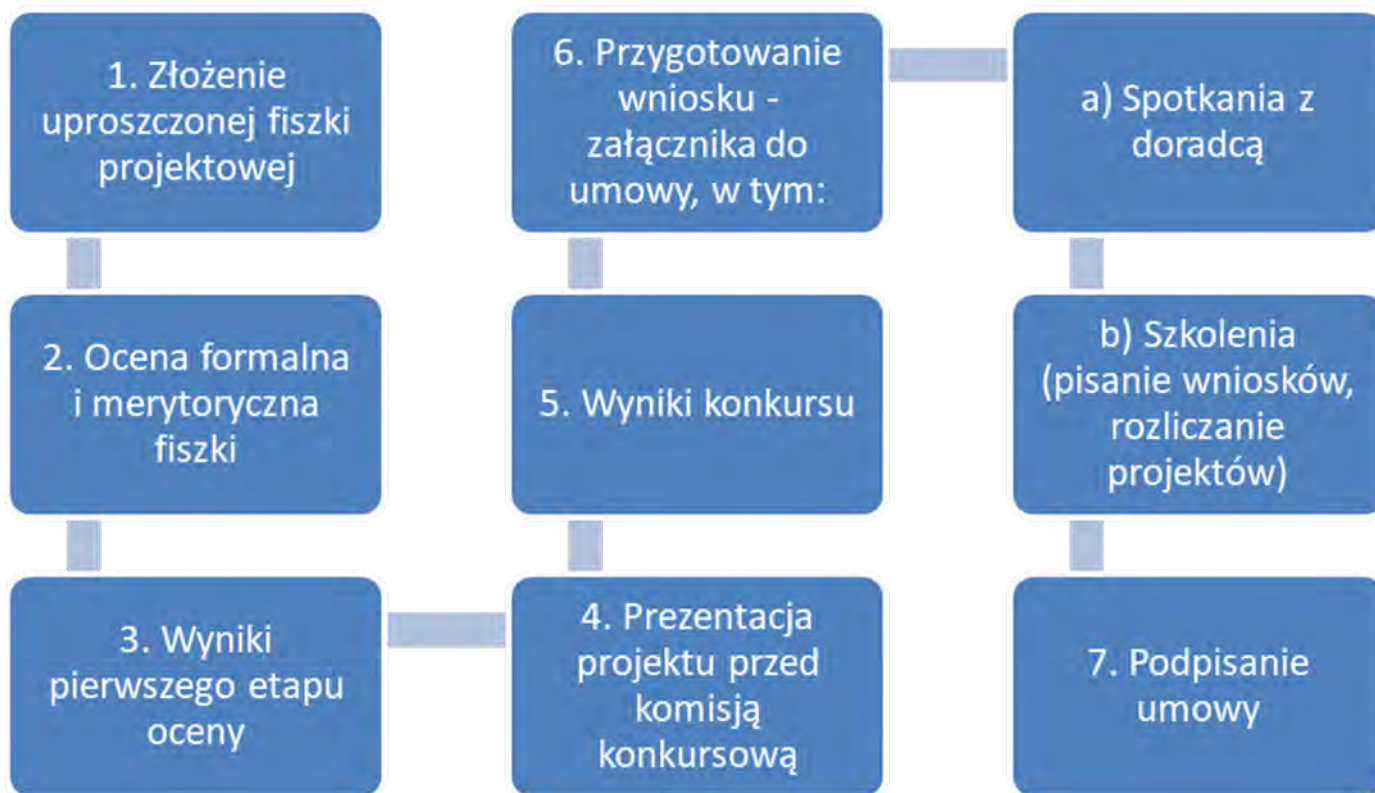 1. Złożenie
uproszczonej fiszki
projektowej
2. Ocena formalna
i merytoryczna
fiszki
3. Wyniki
pierwszego etapu
oceny
4. Prezentacja
projektu przed
komisją
konkursową
5. Wyniki konkursu
6. Przygotowanie
wniosku -
załącznika do
umowy, w tym:
a) Spotkania z
doradcą
b) Szkolenia
(pisanie wniosków,
rozliczanie
projektów)
7. Podpisanie
umowy